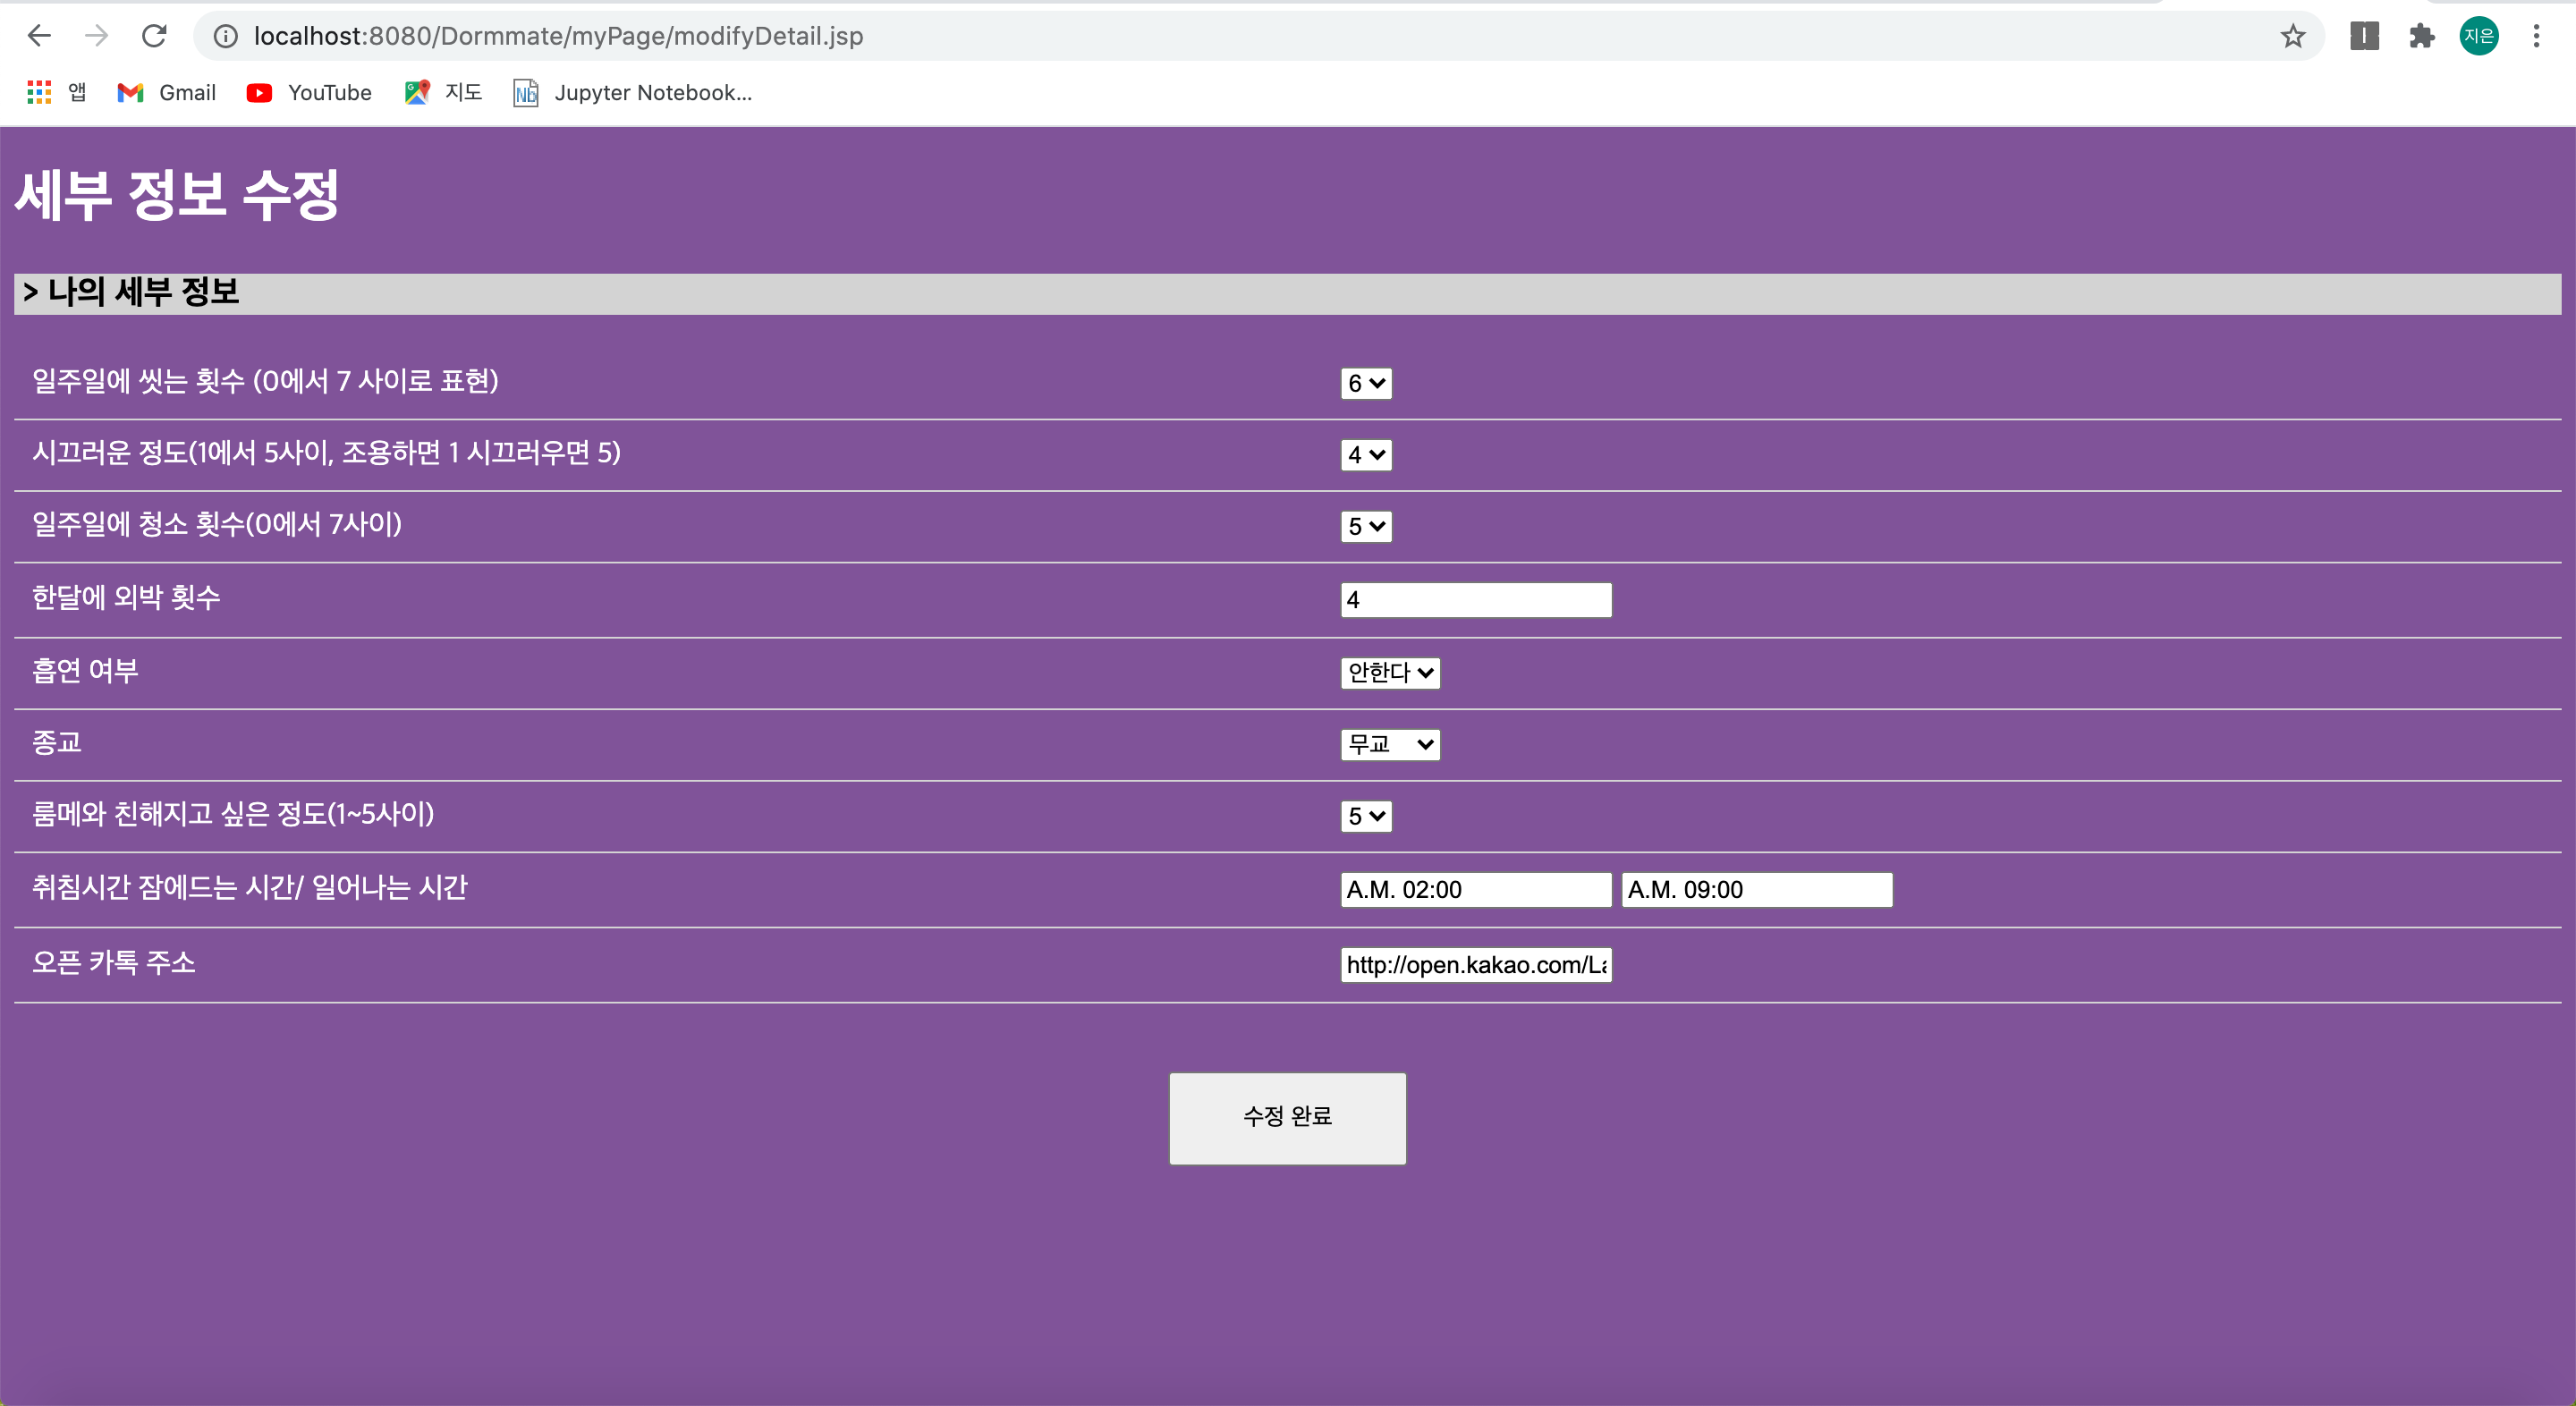 localhost:8080/Dormmate/myPage/modifyDetail.jsp
지은
앱 Gmail YouTube 지도 Jupyter Notebook...
세부 정보 수정
> 나의 세부 정보
일주일에 씻는 횟수 (0에서 7 사이로 표현) 6
시끄러운 정도(1에서 5사이, 조용하면 1 시끄러우면 5) 4
일주일에 청소 횟수(0에서 7사이) 5
한달에 외박 횟수 4
흡연 여부 안한다
종교 무교
룸메와 친해지고 싶은 정도(1~5사이) 5
취침시간 잠에드는 시간/ 일어나는 시간 A.M. 02:00 A.M. 09:00
오픈 카톡 주소 http://open.kakao.com/La
수정 완료